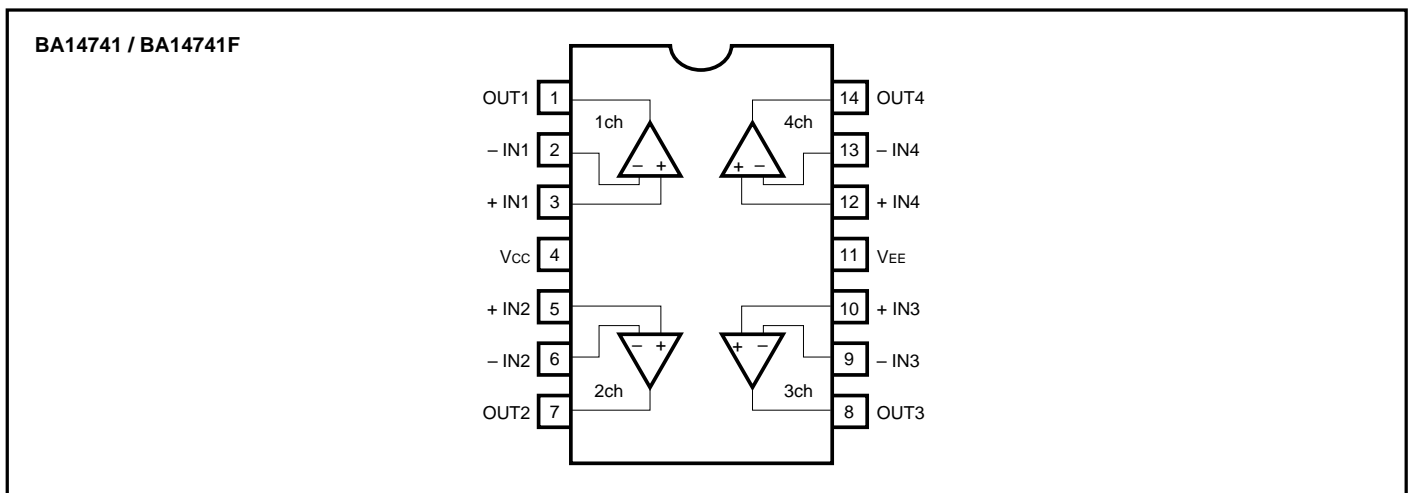 BA14741 / BA14741F
OUT1 1
– IN1 2
+ IN1 3
VCC 4
+ IN2 5
– IN2 6
OUT2 7
1ch
– +
4ch
+ –
– +
2ch
+ –
3ch
14 OUT4
13 – IN4
12 + IN4
11 VEE
10 + IN3
9 – IN3
8 OUT3